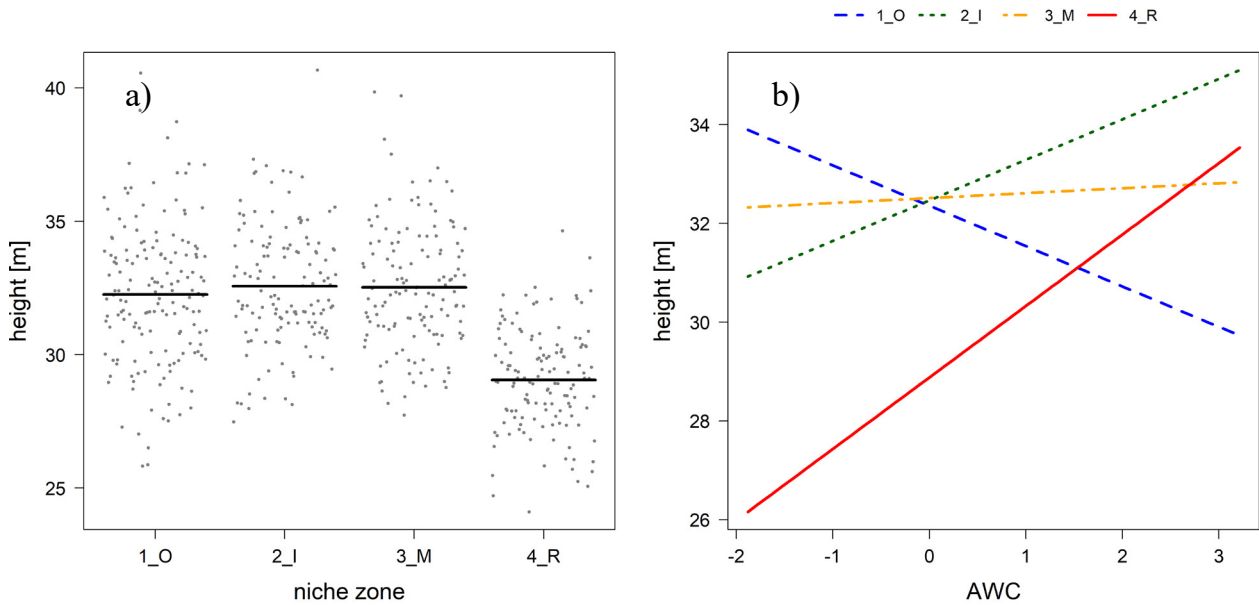 1_O 2_I 3_M 4_R
a)
height [m]
40
35
30
25
1_O 2_I 3_M 4_R
niche zone
b)
height [m]
34
32
30
28
26
-2 -1 0 1 2 3
AWC